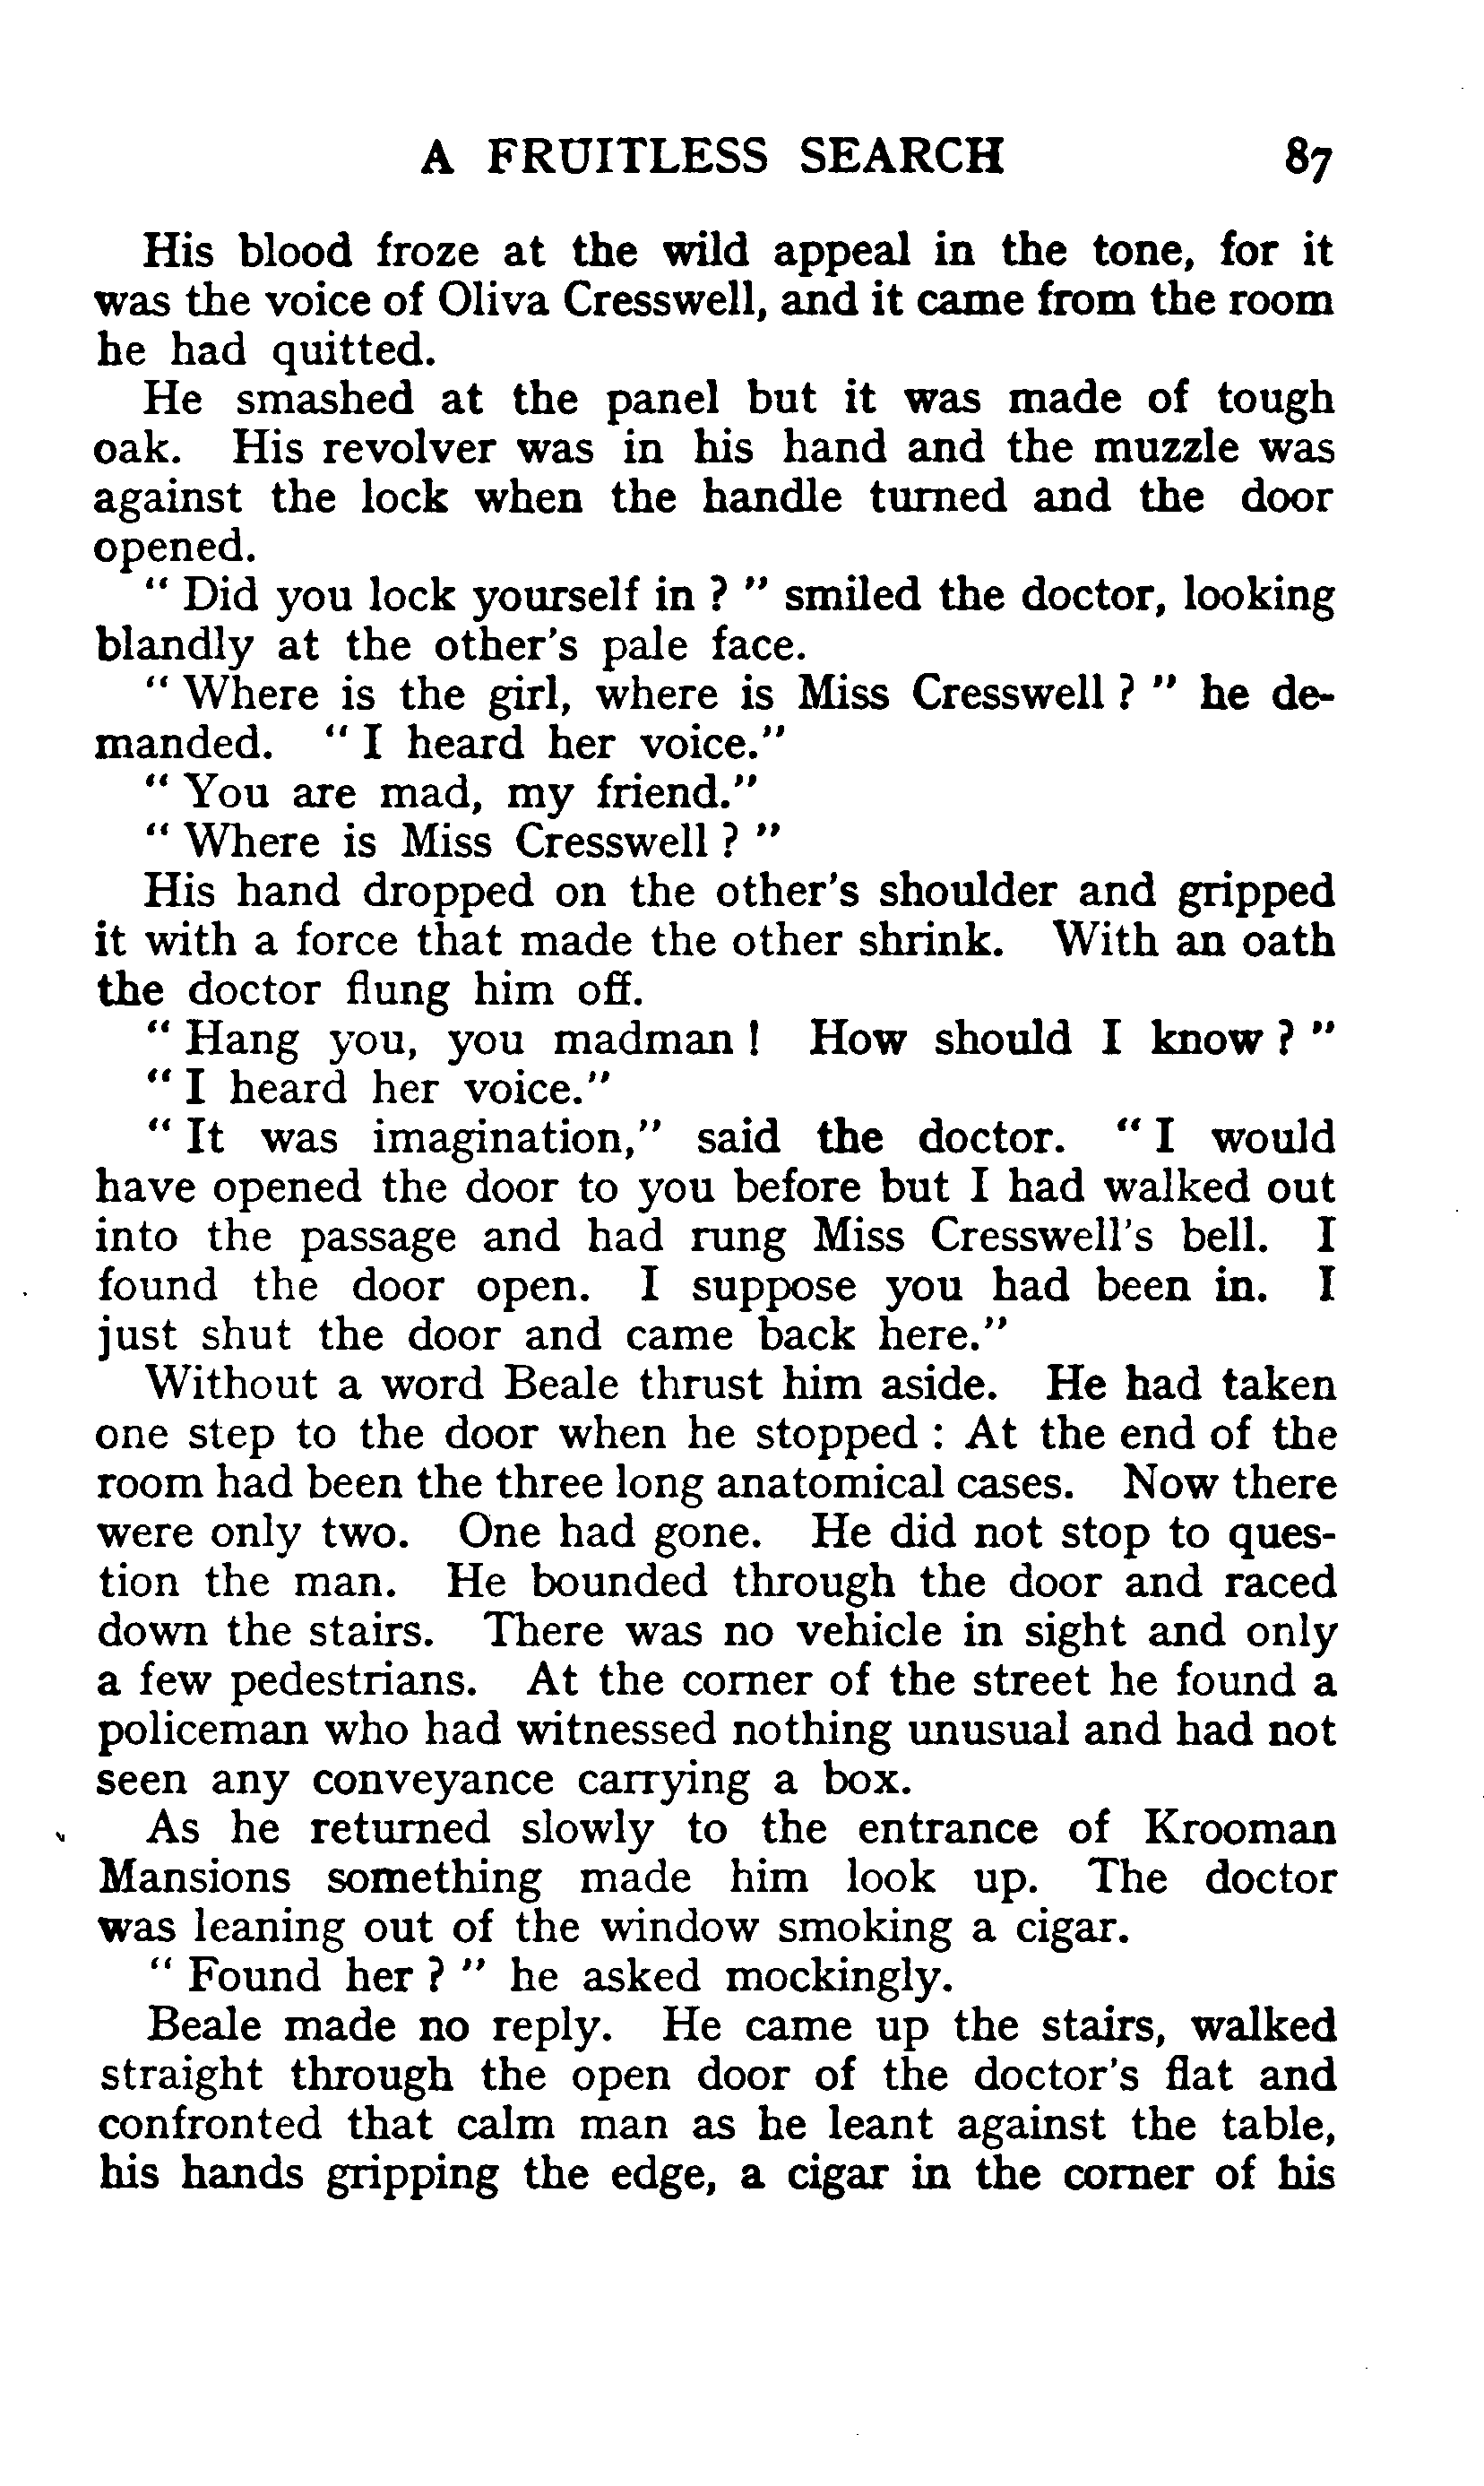 A FRUITLESS SEARCH 87
His blood froze at the wild appeal in the tone, for it
was the voice of Oliva Cresswell, and it came from the room
he had quitted.
He smashed at the panel but it was made of tough
oak. His revolver was in his hand and the muzzle was
against the lock when the handle turned and the door
opened.
" Did you lock yourself in ? " smiled the doctor, looking
blandly at the other's pale face.
" Where is the girl, where is Miss Cresswell ? " he de-
manded. " I heard her voice."
" You are mad, my friend."
" Where is Miss Cresswell ? "
His hand dropped on the other's shoulder and gripped
it with a force that made the other shrink. With an oath
the doctor flung him off.
" Hang you, you madman ! How should I know ? "
" I heard her voice."
" It was imagination," said the doctor. " I would
have opened the door to you before but I had walked out
into the passage and had rung Miss Cresswell's bell. I
found the door open. I suppose you had been in. I
just shut the door and came back here."
Without a word Beale thrust him aside. He had taken
one step to the door when he stopped : At the end of the
room had been the three long anatomical cases. Now there
were only two. One had gone. He did not stop to ques-
tion the man. He bounded through the door and raced
down the stairs. There was no vehicle in sight and only
a few pedestrians. At the corner of the street he found a
policeman who had witnessed nothing unusual and had not
seen any conveyance carrying a box.
As he returned slowly to the entrance of Krooman
Mansions something made him look up. The doctor
was leaning out of the window smoking a cigar.
" Found her ? " he asked mockingly.
Beale made no reply. He came up the stairs, walked
straight through the open door of the doctor's flat and
confronted that calm man as he leant against the table,
his hands gripping the edge, a cigar in the corner of his